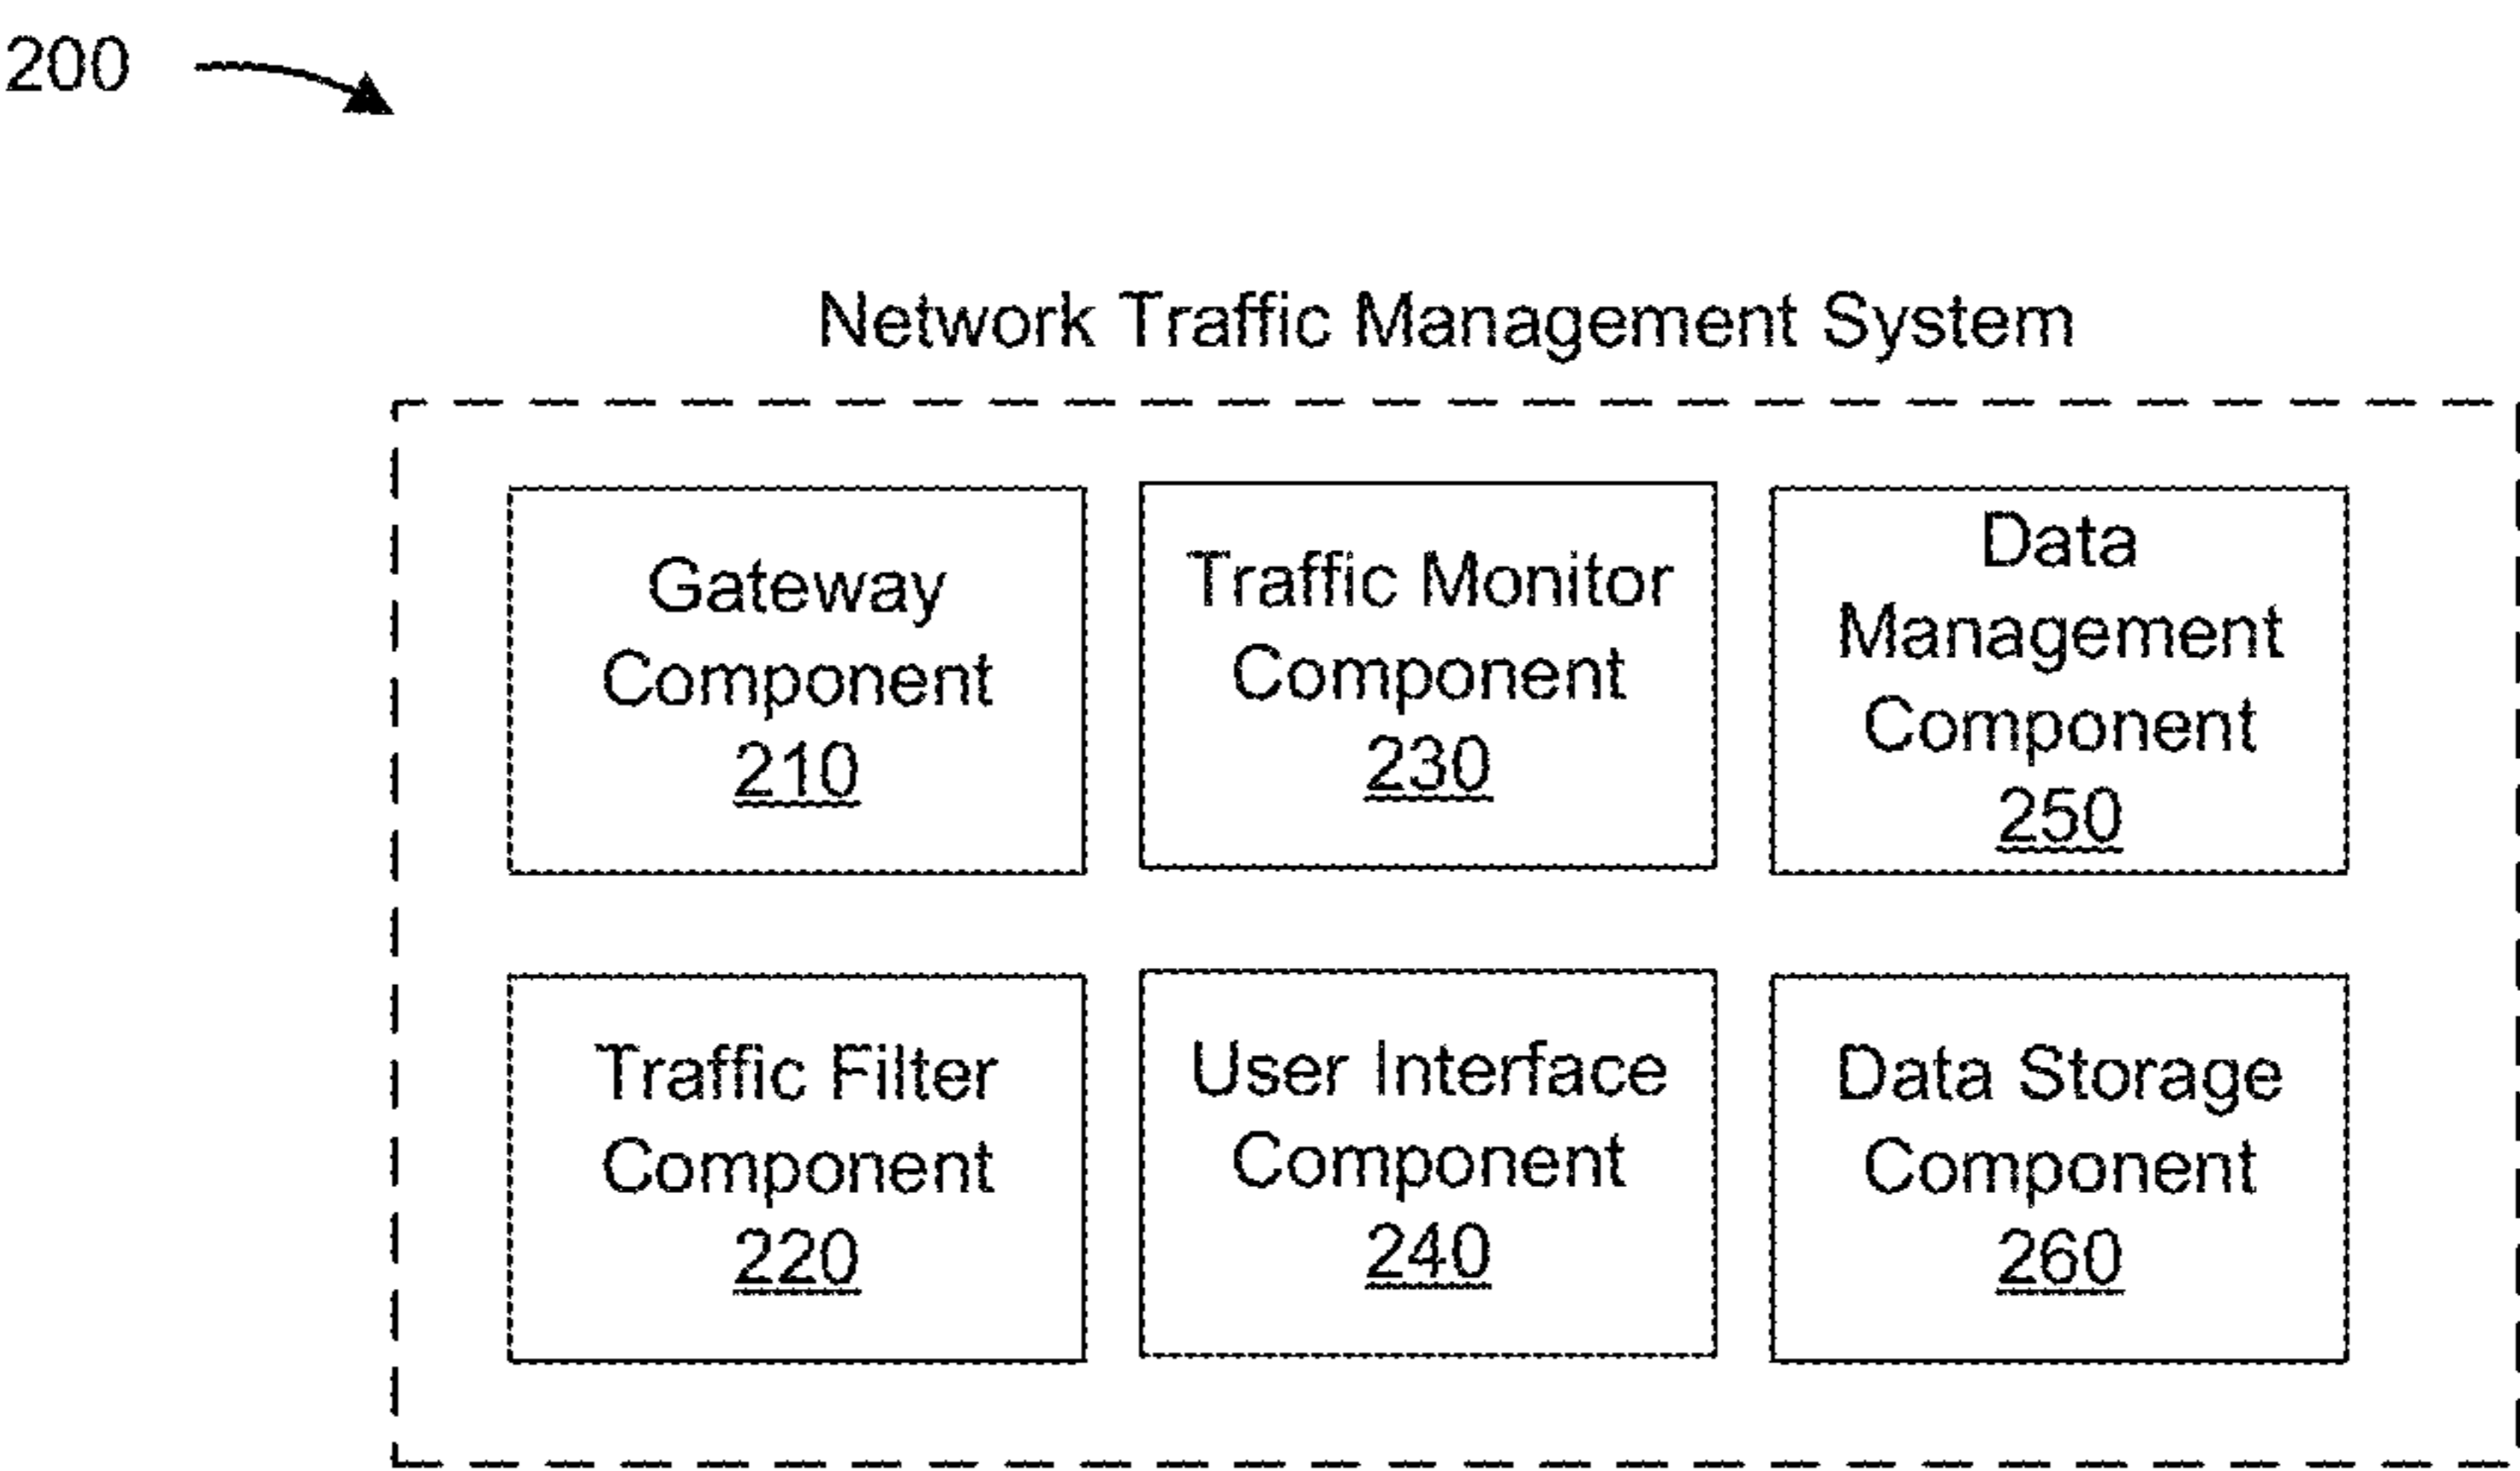 200
Network Traffic Management System
Gateway
Component
210
Traffic Monitor
Component
230
Data
Management
Component
250
Traffic Filter
Component
220
User Interface
Component
240
Data Storage
Component
260